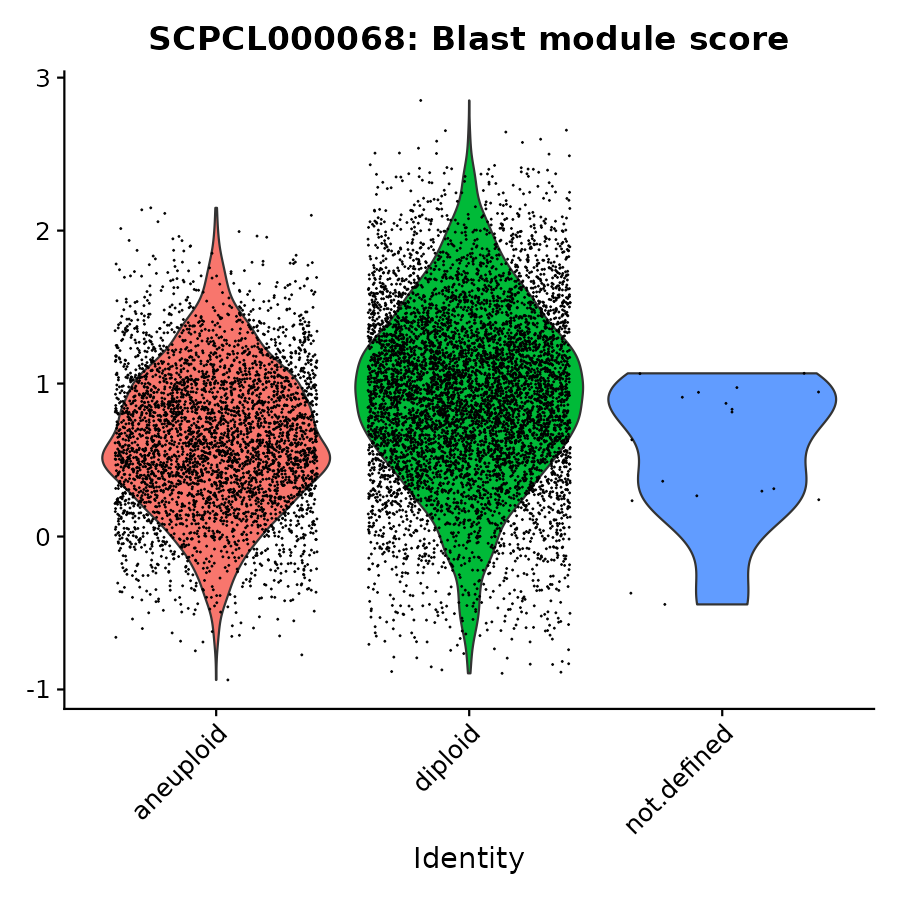 SCPCL000068: Blast module score
3
2
1
0
-1
aneuploid
diploid
not.defined
Identity